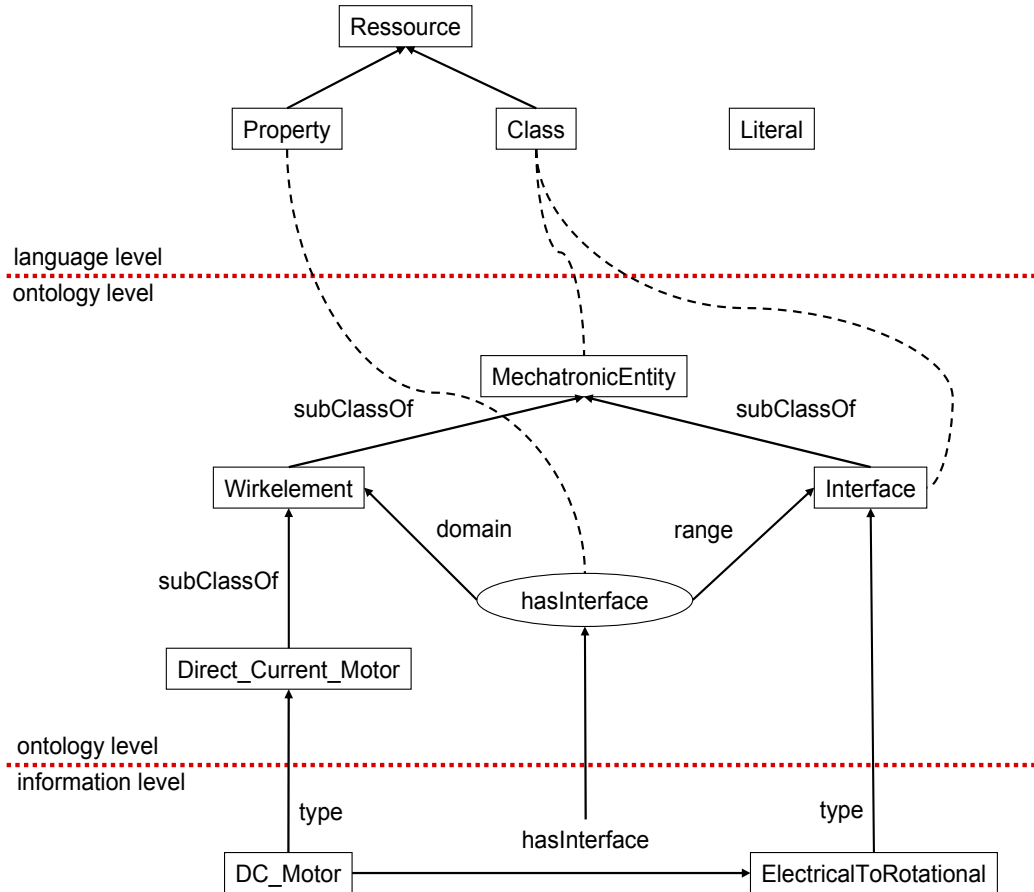 Ressource
Property
Class
Literal
language level
ontology level
MechatronicEntity
subClassOf
subClassOf
Wirkelement
Interface
domain
range
subClassOf
hasInterface
Direct_Current_Motor
ontology level
information level
type
hasInterface
type
DC_Motor
ElectricalToRotational